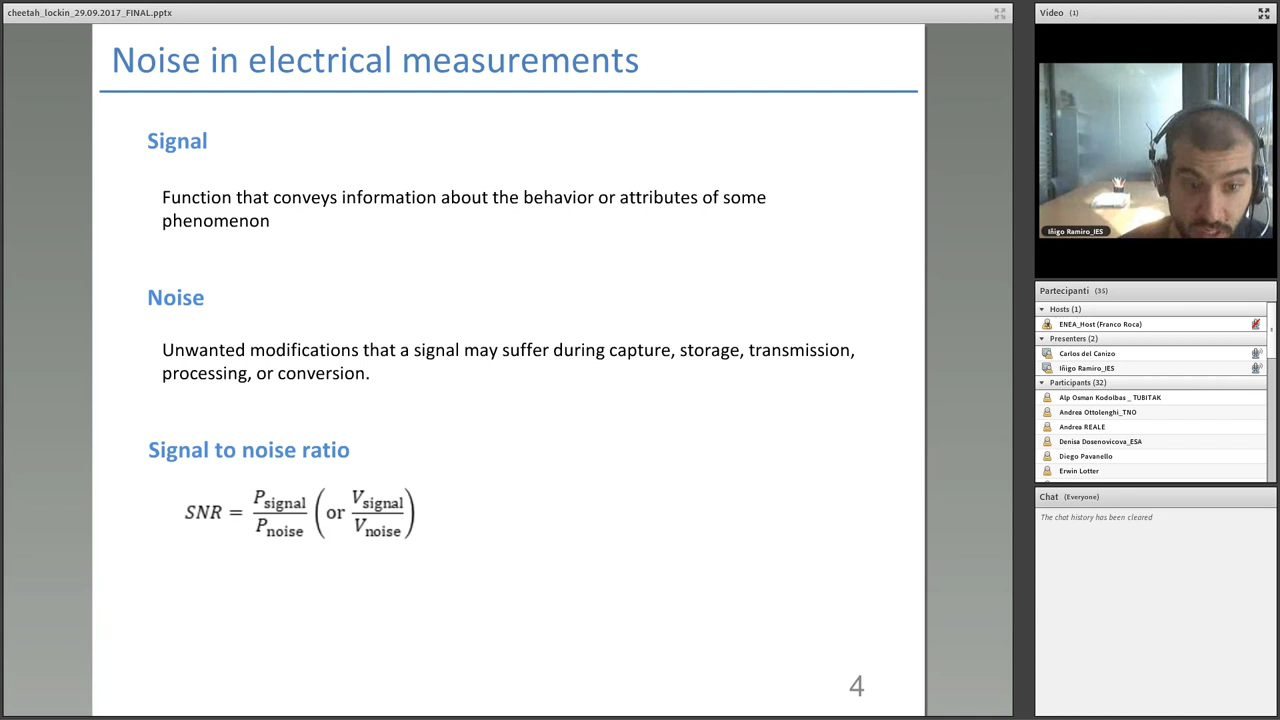 cheetah_lockin_29.09.2017_FINAL.pptx
Noise in electrical measurements
Signal
Function that conveys information about the behavior or attributes of some
phenomenon
Noise
Unwanted modifications that a signal may suffer during capture, storage, transmission,
processing, or conversion.
Signal to noise ratio
SNR = P_signal / P_noise (or V_signal / V_noise)
4
Video (1)
Iñigo Ramiro_IES
Partecipanti (35)
Hosts (1)
ENEA_Host (Franco Roca)
Presenters (2)
Carlos del Canizo
Iñigo Ramiro_IES
Participants (32)
Alp Osman Kodolbas _ TUBITAK
Andrea Ottolenghi_TNO
Andrea REALE
Denisa Dosenovicova_ESA
Diego Pavanello
Erwin Lotter
Chat (Everyone)
The chat history has been cleared